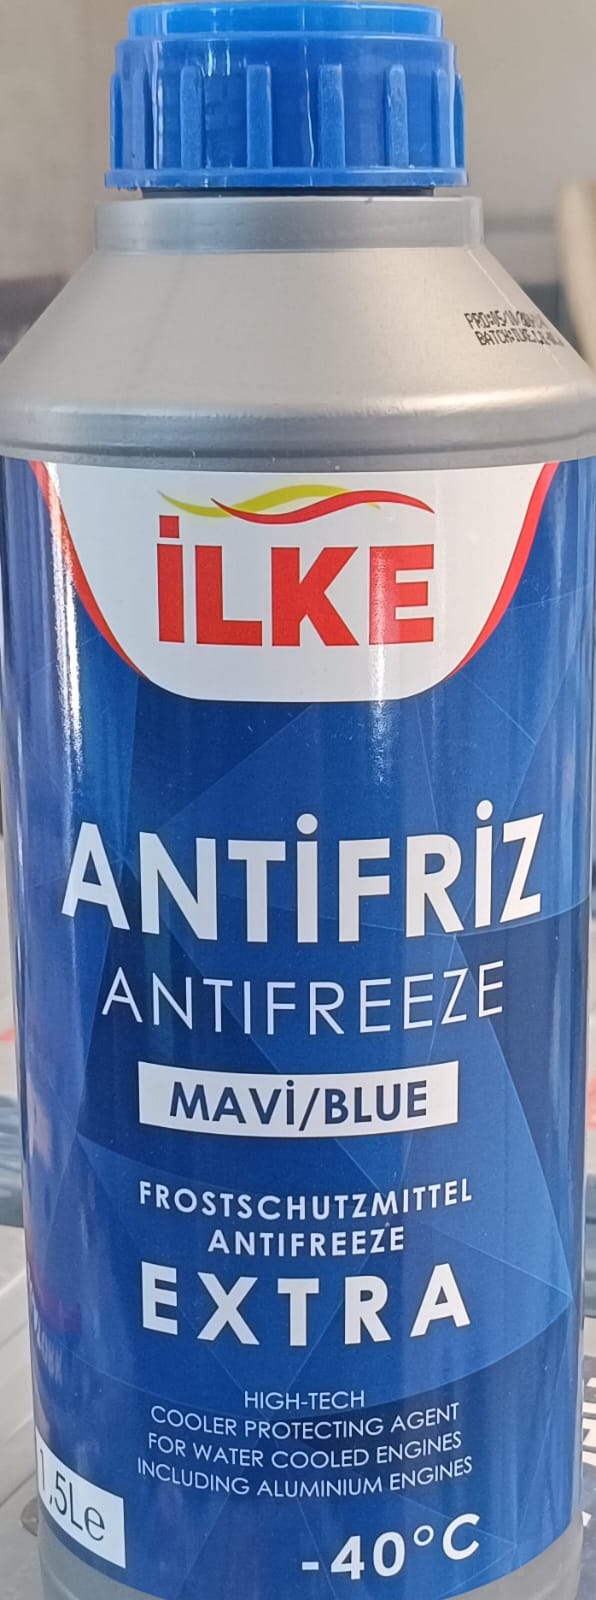 İLKE
ANTİFRİZ
ANTIFREEZE
MAVİ/BLUE
FROSTSCHUTZMITTEL
ANTIFREEZE
EXTRA
HIGH-TECH
COOLER PROTECTING AGENT
FOR WATER COOLED ENGINES
INCLUDING ALUMINIUM ENGINES
1,5Le
-40°C